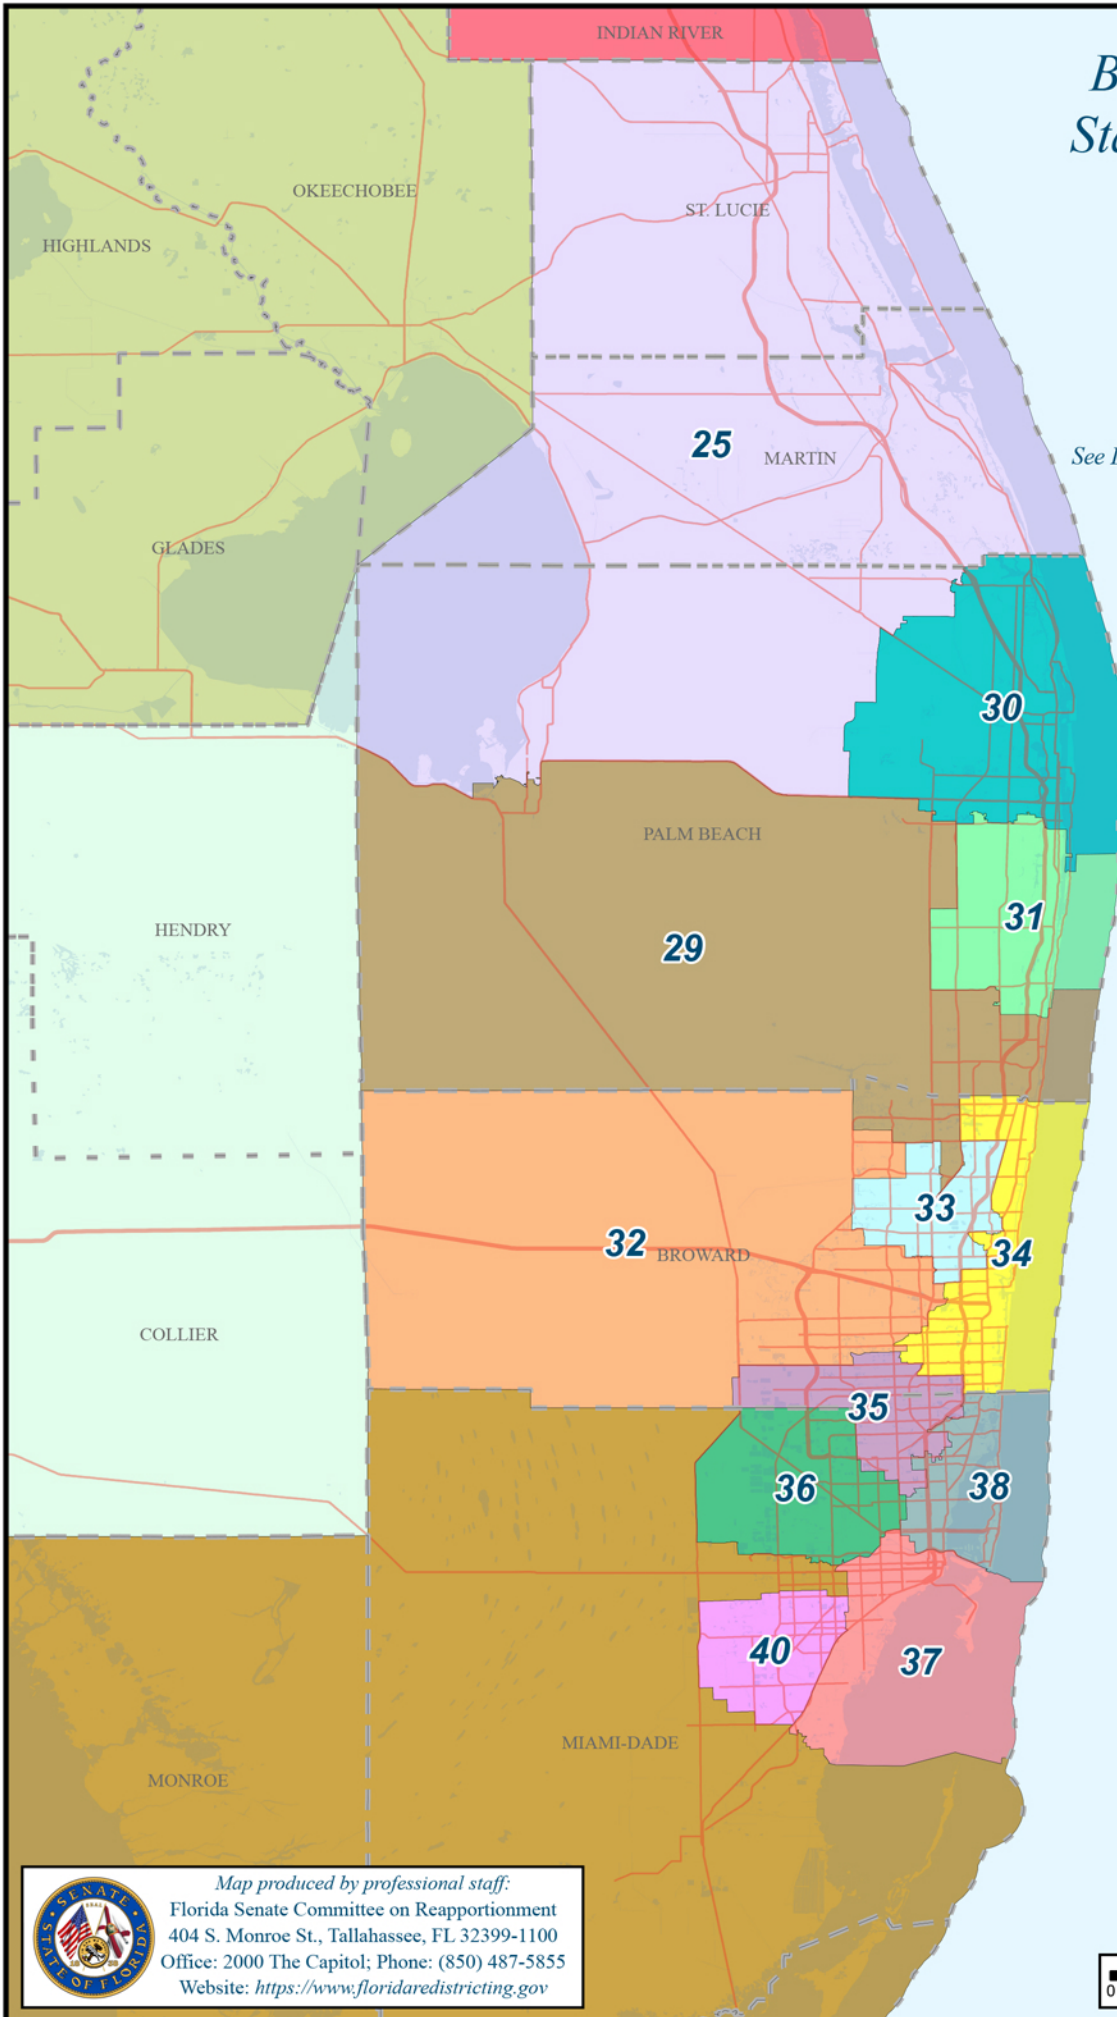 INDIAN RIVER
B
Sta
OKEECHOBEE
ST. LUCIE
HIGHLANDS
25
MARTIN
See I
GLADES
30
PALM BEACH
31
HENDRY
29
33
32
BROWARD
34
COLLIER
35
36
38
40
37
MIAMI-DADE
MONROE
SENATE
STATE OF FLORIDA
Map produced by professional staff:
Florida Senate Committee on Reapportionment
404 S. Monroe St., Tallahassee, FL 32399-1100
Office: 2000 The Capitol; Phone: (850) 487-5855
Website: https://www.floridaredistricting.gov
0